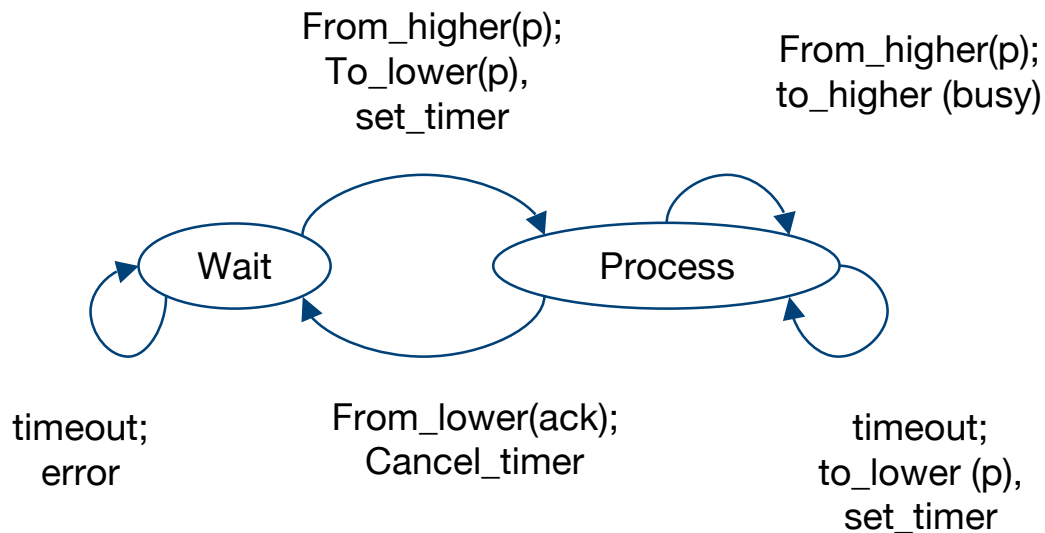 From_higher(p);
To_lower(p),
set_timer
From_higher(p);
to_higher (busy)
Wait
Process
timeout;
error
From_lower(ack);
Cancel_timer
timeout;
to_lower (p),
set_timer